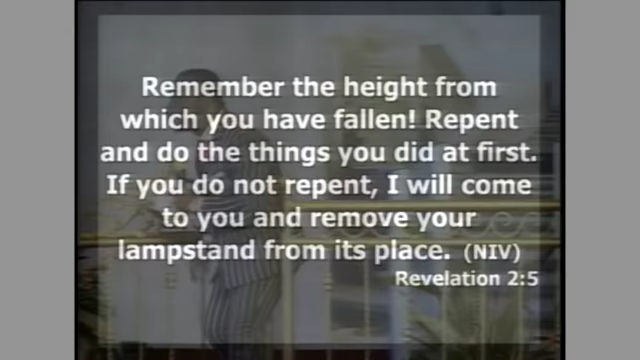 Remember the height from
which you have fallen! Repent
and do the things you did at first.
If you do not repent, I will come
to you and remove your
lampstand from its place. (NIV)
Revelation 2:5